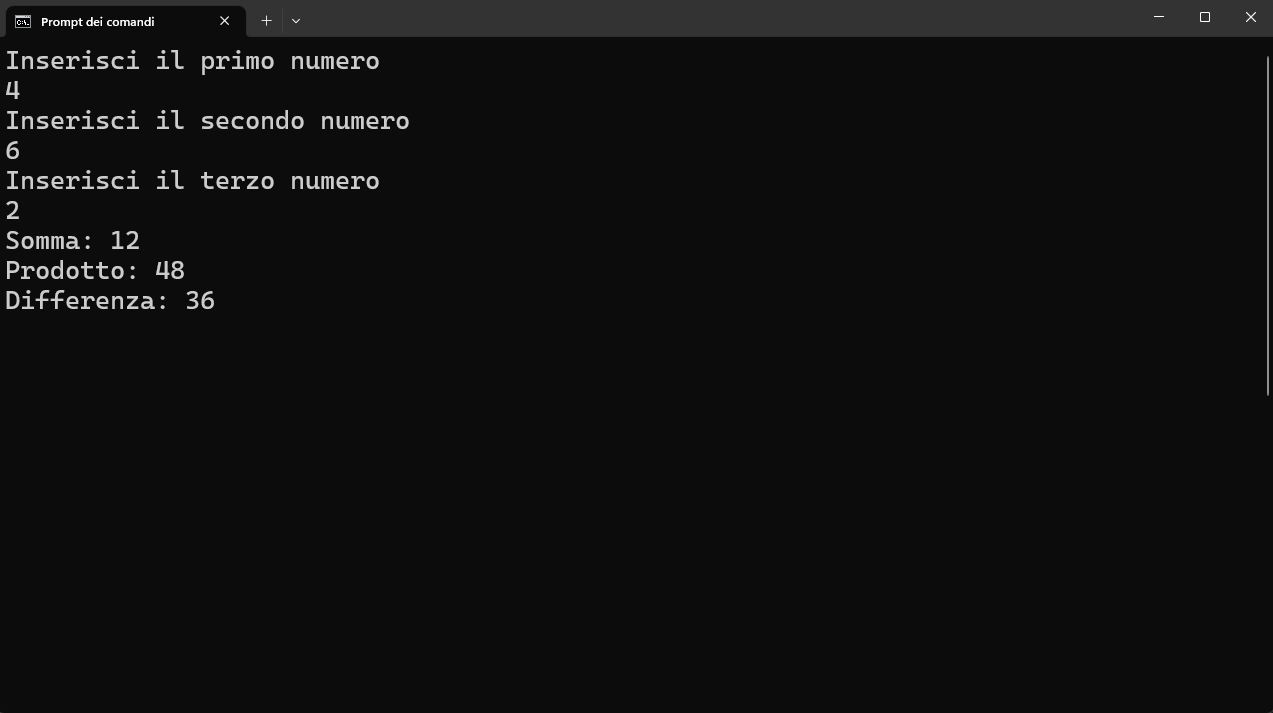 Prompt dei comandi
Inserisci il primo numero
4
Inserisci il secondo numero
6
Inserisci il terzo numero
2
Somma: 12
Prodotto: 48
Differenza: 36